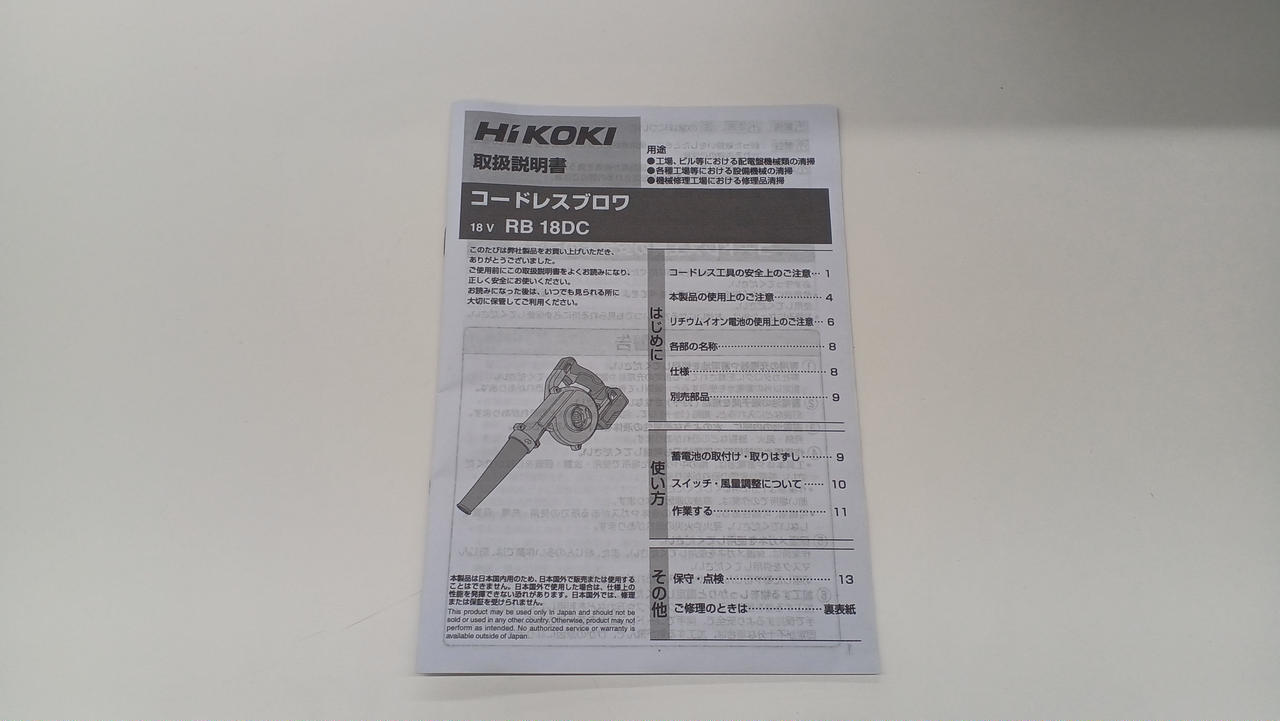 HiKOKI
取扱説明書
用途
●工場、ビル等における配電盤機械類の清掃
●各種工場等における設備機械の清掃
●機械修理工場における修理品清掃
コードレスブロワ
18 V RB 18DC
このたびは弊社製品をお買い上げいただき、
ありがとうございました。
ご使用前にこの取扱説明書をよくお読みになり、
正しく安全にお使いください。
お読みになった後は、いつでも見られる所に
大切に保管してご利用ください。
はじめに
コードレス工具の安全上のご注意… 1
本製品の使用上のご注意………… 4
リチウムイオン電池の使用上のご注意… 6
各部の名称………………………… 8
仕様………………………………… 8
別売部品…………………………… 9
使い方
蓄電池の取付け・取りはずし…… 9
スイッチ・風量調整について…… 10
作業する………………………… 11
その他
保守・点検……………………… 13
ご修理のときは……………… 裏表紙
本製品は日本国内用のため、日本国外で販売または使用する
ことはできません。日本国外で使用した場合は、仕様上の
性能を発揮できない恐れがあります。日本国外では、修理
または保証を受けられません。
This product may be used only in Japan and should not be
sold or used in any other country. Otherwise, product may not
perform as intended. No authorized service or warranty is
available outside of Japan.